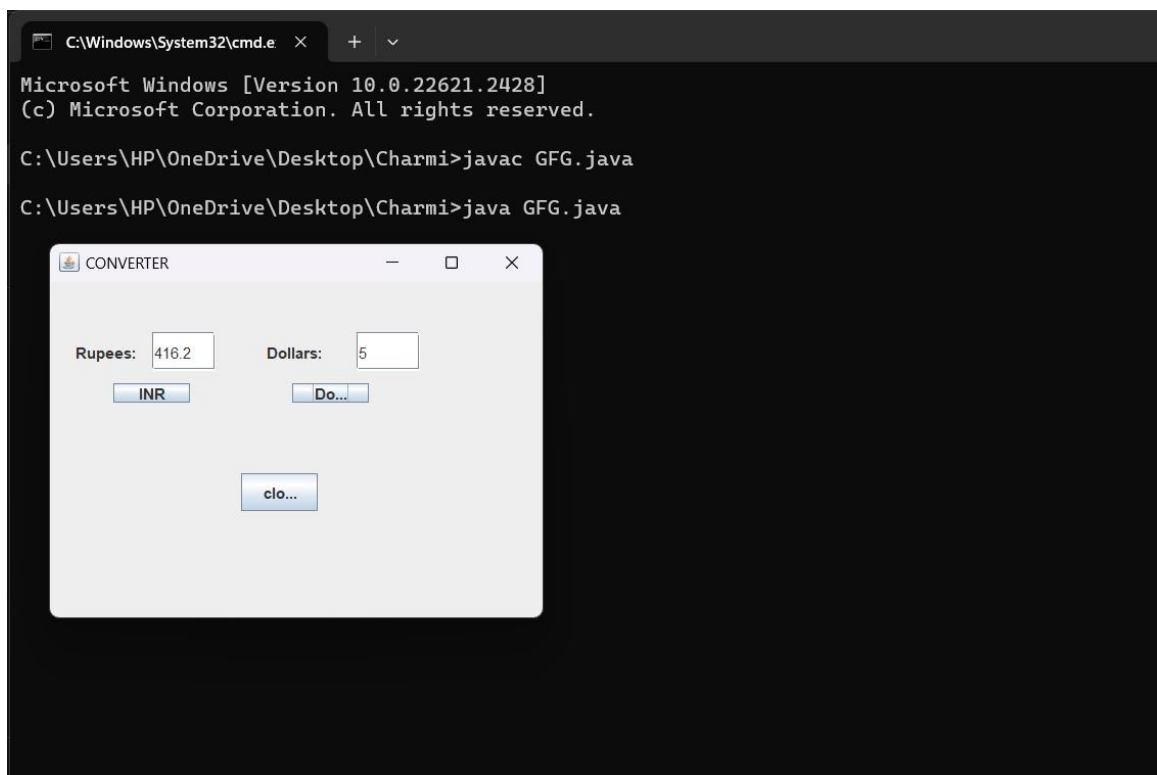 C:\Windows\System32\cmd.e
Microsoft Windows [Version 10.0.22621.2428]
(c) Microsoft Corporation. All rights reserved.
C:\Users\HP\OneDrive\Desktop\Charmi>javac GFG.java
C:\Users\HP\OneDrive\Desktop\Charmi>java GFG.java
CONVERTER
Rupees: 416.2 Dollars: 5
INR Do...
clo...